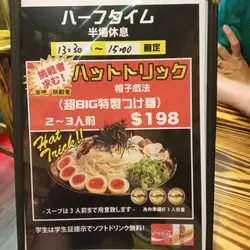 ハーフタイム
半場休息
13:30 ～ 15:00 限定
挑戦者
求む!
ハットトリック
帽子戲法
(超BIG特製つけ麺)
2～3人前 $198
Hat
Trick!!
- スープは3人前まで用意致します -
學生は学生証提示でソフトドリンク無料!